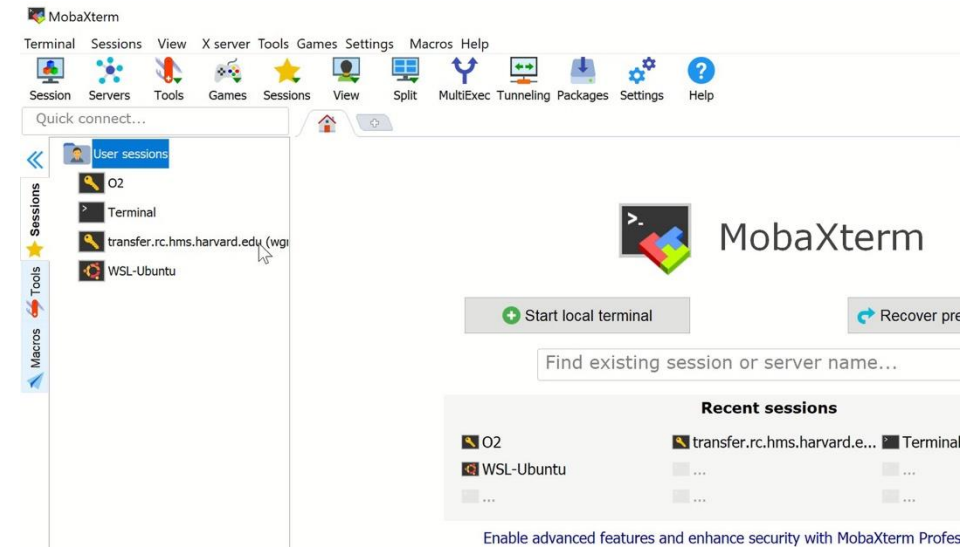 MobaXterm
Terminal Sessions View X server Tools Games Settings Macros Help
Session Servers Tools Games Sessions View Split MultiExec Tunneling Packages Settings Help
Quick connect...
User sessions
O2
Terminal
transfer.rc.hms.harvard.edu (wgr
WSL-Ubuntu
Sessions
Tools
Macros
MobaXterm
Start local terminal
Recover pre
Find existing session or server name...
Recent sessions
O2 transfer.rc.hms.harvard.e... Terminal
WSL-Ubuntu ... ...
... ... ...
Enable advanced features and enhance security with MobaXterm Profes